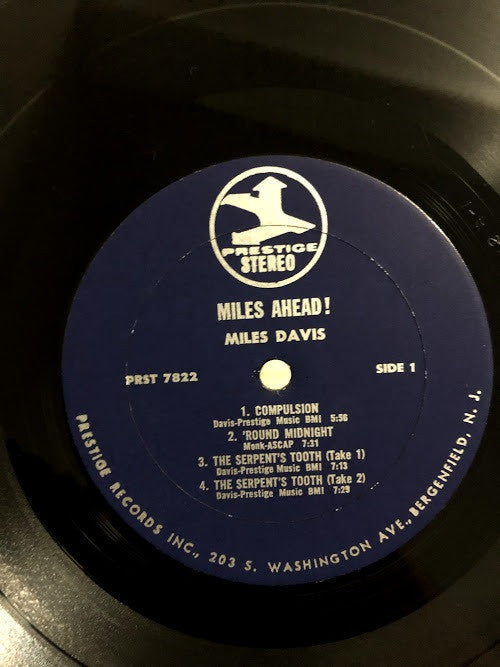 PRESTIGE
STEREO
MILES AHEAD!
MILES DAVIS
PRST 7822
SIDE 1
1. COMPULSION
Davis-Prestige Music BMI 5:56
2. 'ROUND MIDNIGHT
Monk-ASCAP 7:31
3. THE SERPENT'S TOOTH (Take 1)
Davis-Prestige Music BMI 7:13
4. THE SERPENT'S TOOTH (Take 2)
Davis-Prestige Music BMI 7:29
PRESTIGE RECORDS INC., 203 S. WASHINGTON AVE., BERGENFIELD, N. J.